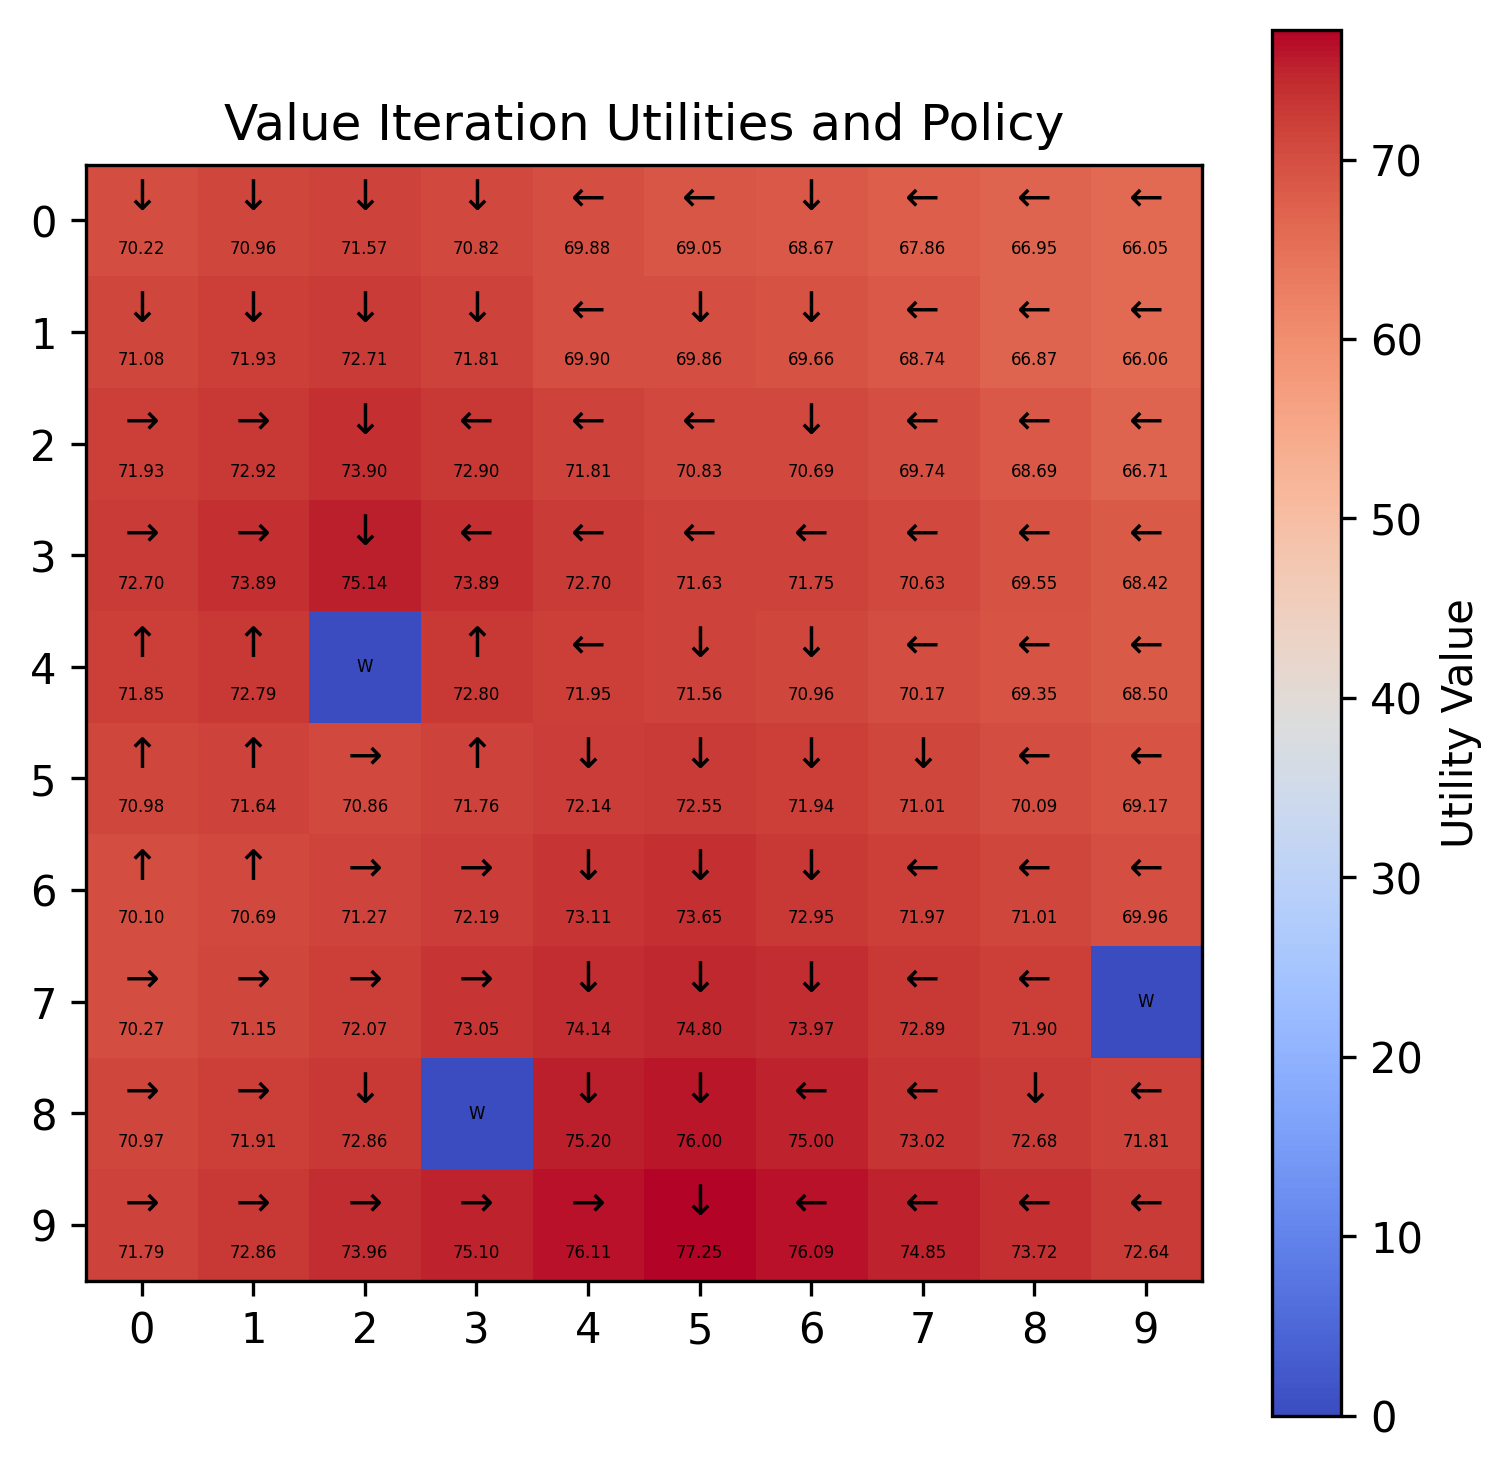 Value Iteration Utilities and Policy
0 ↓ ↓ ↓ ↓ ← ← ↓ ← ← ←
70.22 70.96 71.57 70.82 69.88 69.05 68.67 67.86 66.95 66.05
1 ↓ ↓ ↓ ↓ ← ↓ ↓ ← ← ←
71.08 71.93 72.71 71.81 69.90 69.86 69.66 68.74 66.87 66.06
2 → → ↓ ← ← ← ↓ ← ← ←
71.93 72.92 73.90 72.90 71.81 70.83 70.69 69.74 68.69 66.71
3 → → ↓ ← ← ← ← ← ← ←
72.70 73.89 75.14 73.89 72.70 71.63 71.75 70.63 69.55 68.42
4 ↑ ↑ W ↑ ← ↓ ↓ ← ← ←
71.85 72.79 72.80 71.95 71.56 70.96 70.17 69.35 68.50
5 ↑ ↑ → ↑ ↓ ↓ ↓ ↓ ← ←
70.98 71.64 70.86 71.76 72.14 72.55 71.94 71.01 70.09 69.17
6 ↑ ↑ → → ↓ ↓ ↓ ← ← ←
70.10 70.69 71.27 72.19 73.11 73.65 72.95 71.97 71.01 69.96
7 → → → → ↓ ↓ ↓ ← ← W
70.27 71.15 72.07 73.05 74.14 74.80 73.97 72.89 71.90
8 → → ↓ W ↓ ↓ ← ← ↓ ←
70.97 71.91 72.86 75.20 76.00 75.00 73.02 72.68 71.81
9 → → → → → ↓ ← ← ← ←
71.79 72.86 73.96 75.10 76.11 77.25 76.09 74.85 73.72 72.64
0 1 2 3 4 5 6 7 8 9
70
60
50
40
30
20
10
0
Utility Value